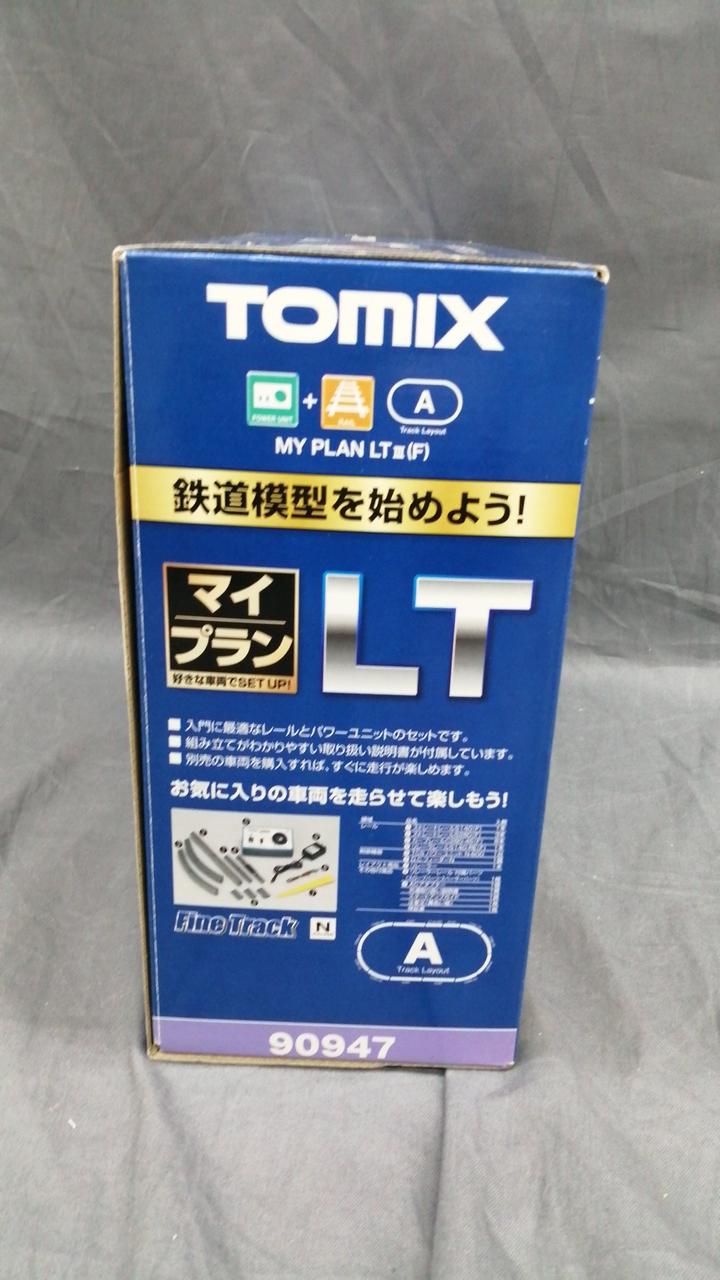 TOMIX
POWER UNIT + RAIL A
Track Layout
MY PLAN LTⅢ(F)
鉄道模型を始めよう!
マイ
プラン
好きな車両でSET UP!
LT
■ 入門に最適なレールとパワーユニットのセットです。
■ 組み立てがわかりやすい取り扱い説明書が付属しています。
■ 別売の車両を購入すれば、すぐに走行が楽しめます。
お気に入りの車両を走らせて楽しもう!
Fine Track N
A
Track Layout
90947